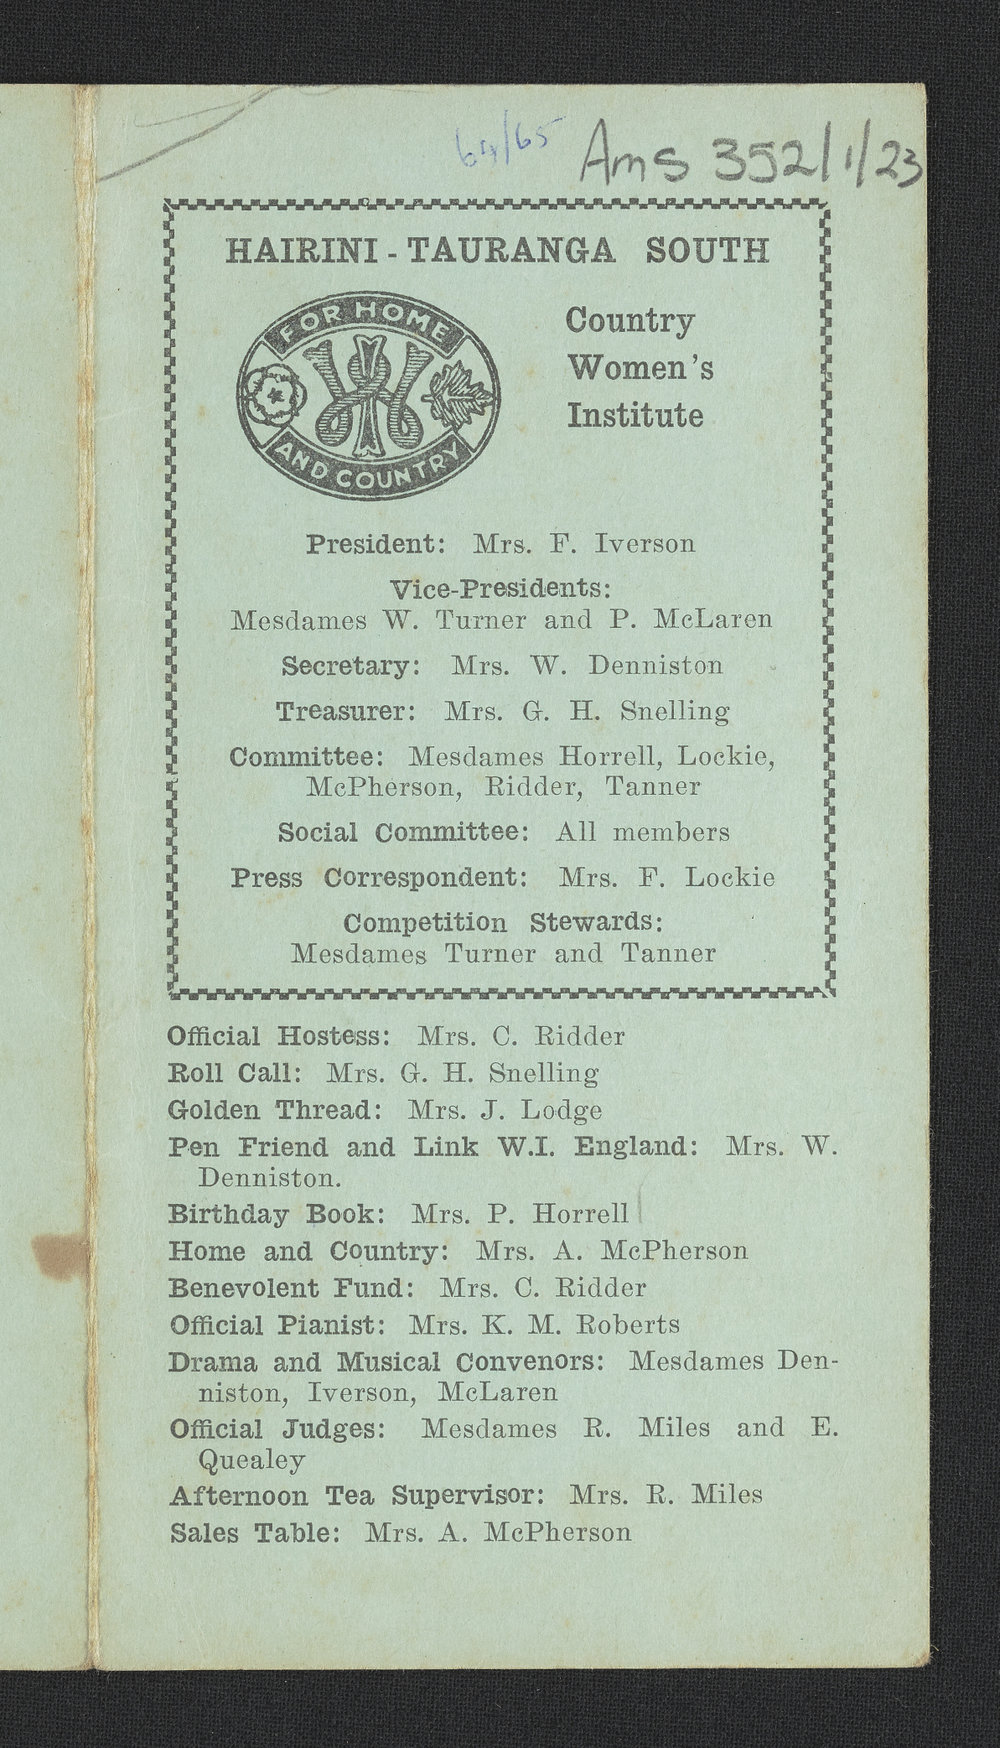 64/65 Ams 352/1/23
HAIRINI - TAURANGA SOUTH
FOR HOME
AND COUNTRY
Country
Women's
Institute
President: Mrs. F. Iverson
Vice-Presidents:
Mesdames W. Turner and P. McLaren
Secretary: Mrs. W. Denniston
Treasurer: Mrs. G. H. Snelling
Committee: Mesdames Horrell, Lockie,
McPherson, Ridder, Tanner
Social Committee: All members
Press Correspondent: Mrs. F. Lockie
Competition Stewards:
Mesdames Turner and Tanner
Official Hostess: Mrs. C. Ridder
Roll Call: Mrs. G. H. Snelling
Golden Thread: Mrs. J. Lodge
Pen Friend and Link W.I. England: Mrs. W.
Denniston.
Birthday Book: Mrs. P. Horrell
Home and Country: Mrs. A. McPherson
Benevolent Fund: Mrs. C. Ridder
Official Pianist: Mrs. K. M. Roberts
Drama and Musical Convenors: Mesdames Den-
niston, Iverson, McLaren
Official Judges: Mesdames R. Miles and E.
Quealey
Afternoon Tea Supervisor: Mrs. R. Miles
Sales Table: Mrs. A. McPherson